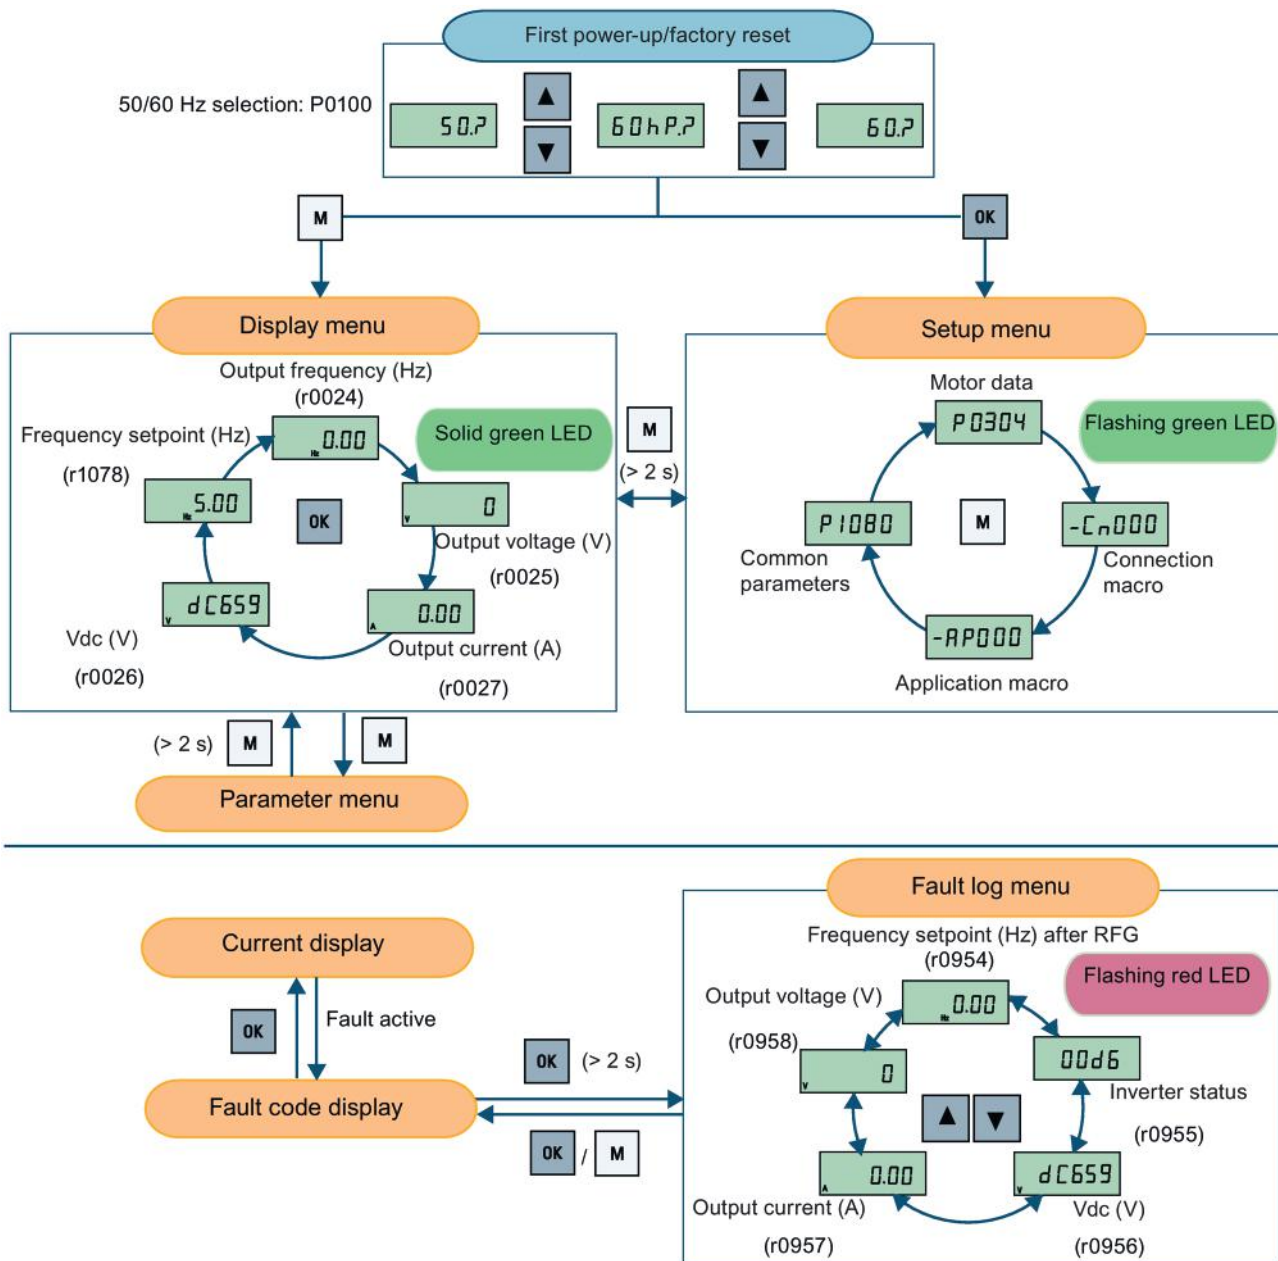 First power-up/factory reset
50/60 Hz selection: P0100
50.?
▲
▼
60hP.?
▲
▼
60.?
M
OK
Display menu
Output frequency (Hz)
(r0024)
Hz 0.00
Solid green LED
Frequency setpoint (Hz)
(r1078)
Hz 5.00
OK
V 0
Output voltage (V)
(r0025)
V dC659
A 0.00
Vdc (V)
(r0026)
Output current (A)
(r0027)
M
(> 2 s)
Setup menu
Motor data
P0304
Flashing green LED
P1080
M
-Cn000
Common
parameters
Connection
macro
-AP000
Application macro
(> 2 s)
M
M
Parameter menu
Current display
OK
Fault active
Fault code display
OK (> 2 s)
OK / M
Fault log menu
Frequency setpoint (Hz) after RFG
(r0954)
Hz 0.00
Flashing red LED
Output voltage (V)
(r0958)
V 0
00d6
Inverter status
(r0955)
▲ ▼
A 0.00
V dC659
Output current (A)
(r0957)
Vdc (V)
(r0956)